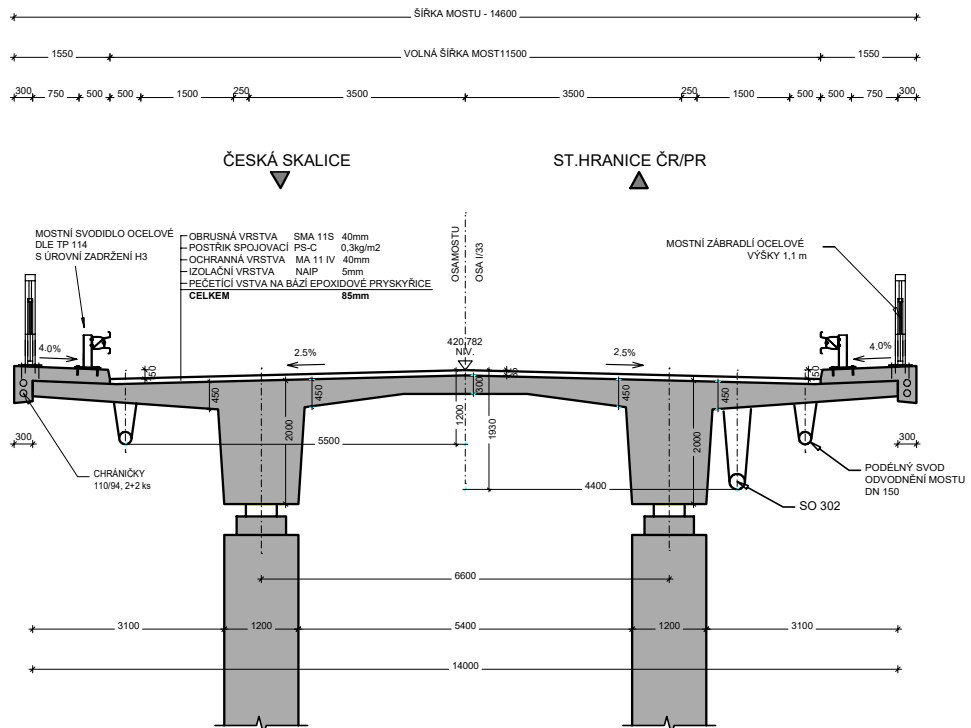 ŠÍŘKA MOSTU - 14600
1550
VOLNÁ ŠÍŘKA MOST11500
1550
300 750 500 500 1500 250 3500 3500 250 1500 500 500 750 300
ČESKÁ SKALICE
ST.HRANICE ČR/PR
MOSTNÍ SVODIDLO OCELOVÉ
DLE TP 114
S ÚROVNÍ ZADRŽENÍ H3
OBRUSNÁ VRSTVA SMA 11S 40mm
POSTŘIK SPOJOVACÍ PS-C 0,3kg/m2
OCHRANNÁ VRSTVA MA 11 IV 40mm
IZOLAČNÍ VRSTVA NAIP 5mm
PEČETÍCÍ VSTVA NA BÁZÍ EPOXIDOVÉ PRYSKYŘICE
CELKEM 85mm
OSAMOSTU
OSA I/33
MOSTNÍ ZÁBRADLÍ OCELOVÉ
VÝŠKY 1,1 m
420,782
NIV.
4.0%
2.5%
2.5%
4.0%
150
85
150
300
450
450
450
450
2000
1200
1930
2000
300
5500
4400
300
CHRÁNIČKY
110/94, 2+2 ks
PODÉLNÝ SVOD
ODVODNĚNÍ MOSTU
DN 150
SO 302
6600
3100 1200 5400 1200 3100
14000